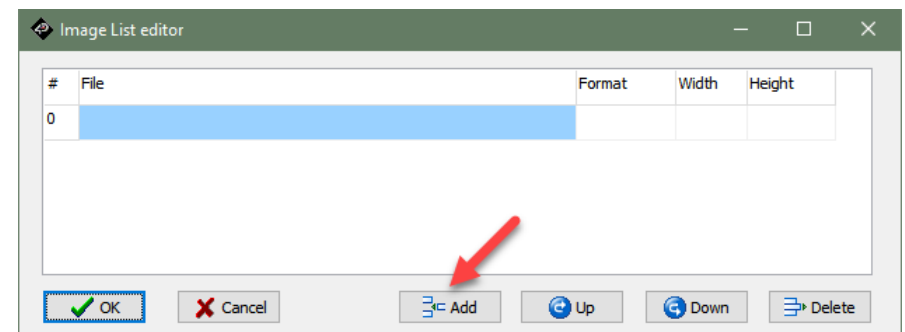 Image List editor
# File Format Width Height
0
OK Cancel Add Up Down Delete